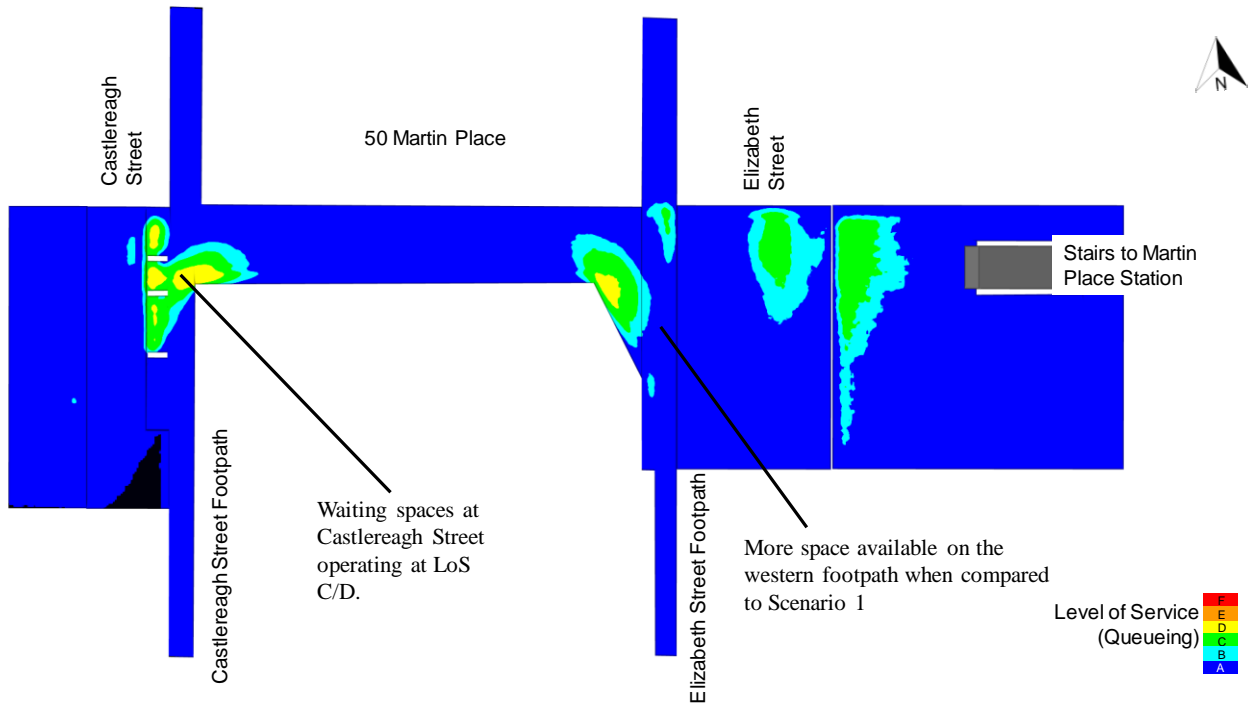 Castlereagh
Street
50 Martin Place
Elizabeth
Street
N
Stairs to Martin
Place Station
Castlereagh Street Footpath
Waiting spaces at
Castlereagh Street
operating at LoS
C/D.
Elizabeth Street Footpath
More space available on the
western footpath when compared
to Scenario 1
Level of Service
(Queueing)
F
E
D
C
B
A